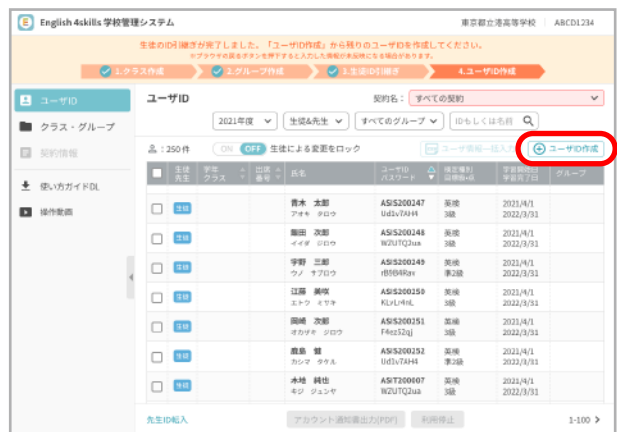 English 4skills 学校管理システム
東京都立港高等学校 ABCD1234
生徒のID引継ぎが完了しました。「ユーザID作成」から残りのユーザIDを作成してください。
※ブラウザの戻るボタンを押下すると入力した情報が未反映になる場合があります。
1.クラス作成 2.グループ作成 3.生徒ID引継ぎ 4.ユーザID作成
ユーザID
クラス・グループ
契約情報
使い方ガイドDL
操作動画
ユーザID 契約名： すべての契約
2021年度 生徒&先生 すべてのグループ IDもしくは名前
: 250 件 ON OFF 生徒による変更をロック ユーザ情報一括入力 ユーザID作成
生徒 学年 出席 氏名 ユーザID 検定種別 学習開始日 グループ
先生 クラス 番号 パスワード 目標級 学習完了日
生徒 青木 太郎 ASIS200247 英検 2021/4/1
アオキ タロウ Ud1v7AH4 3級 2022/3/31
生徒 飯田 次郎 ASIS200248 英検 2021/4/1
イイダ ジロウ WZUTQ2ua 3級 2022/3/31
生徒 宇野 三郎 ASIS200249 英検 2021/4/1
ウノ サブロウ rB9B4Rav 準2級 2022/3/31
生徒 江藤 美咲 ASIS200250 英検 2021/4/1
エトウ ミサキ KLrLr4nL 3級 2022/3/31
生徒 岡崎 次郎 ASIS200251 英検 2021/4/1
オカザキ ジロウ F4ezS2qj 3級 2022/3/31
生徒 鹿島 健 ASIS200252 英検 2021/4/1
カシマ タケル Ud1v7AH4 準2級 2022/3/31
生徒 木地 純也 ASIT200007 英検 2021/4/1
キジ ジュンヤ WZUTQ2ua 3級 2022/3/31
先生ID転入 アカウント通知書出力(PDF) 利用停止 1-100